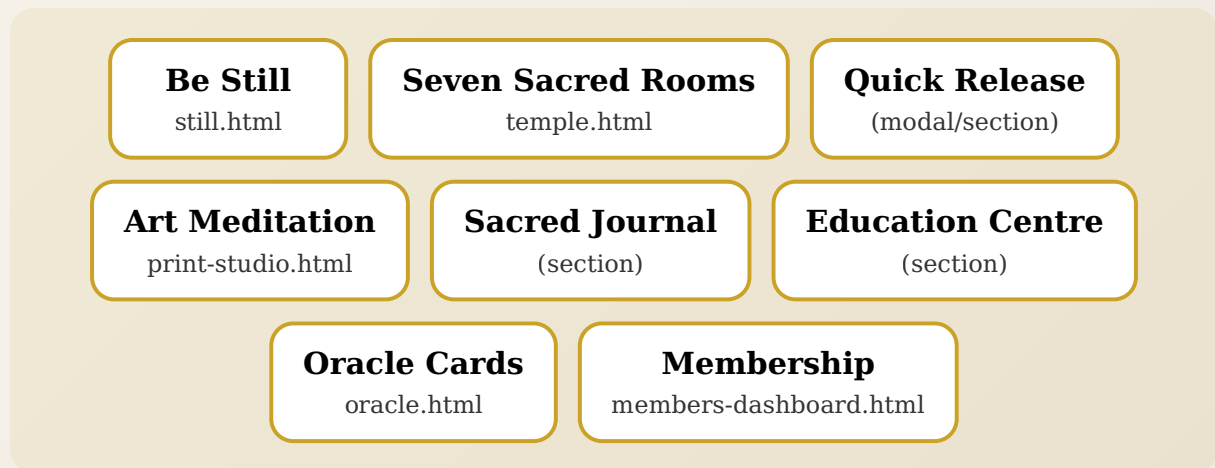 Be Still
still.html
Seven Sacred Rooms
temple.html
Quick Release
(modal/section)
Art Meditation
print-studio.html
Sacred Journal
(section)
Education Centre
(section)
Oracle Cards
oracle.html
Membership
members-dashboard.html